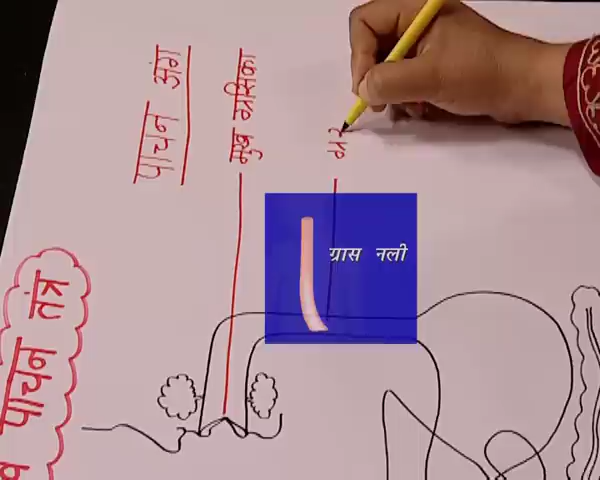 पाचन तंत्र
पाचन अंग
मुख ग्रसिका
ग्रास नली